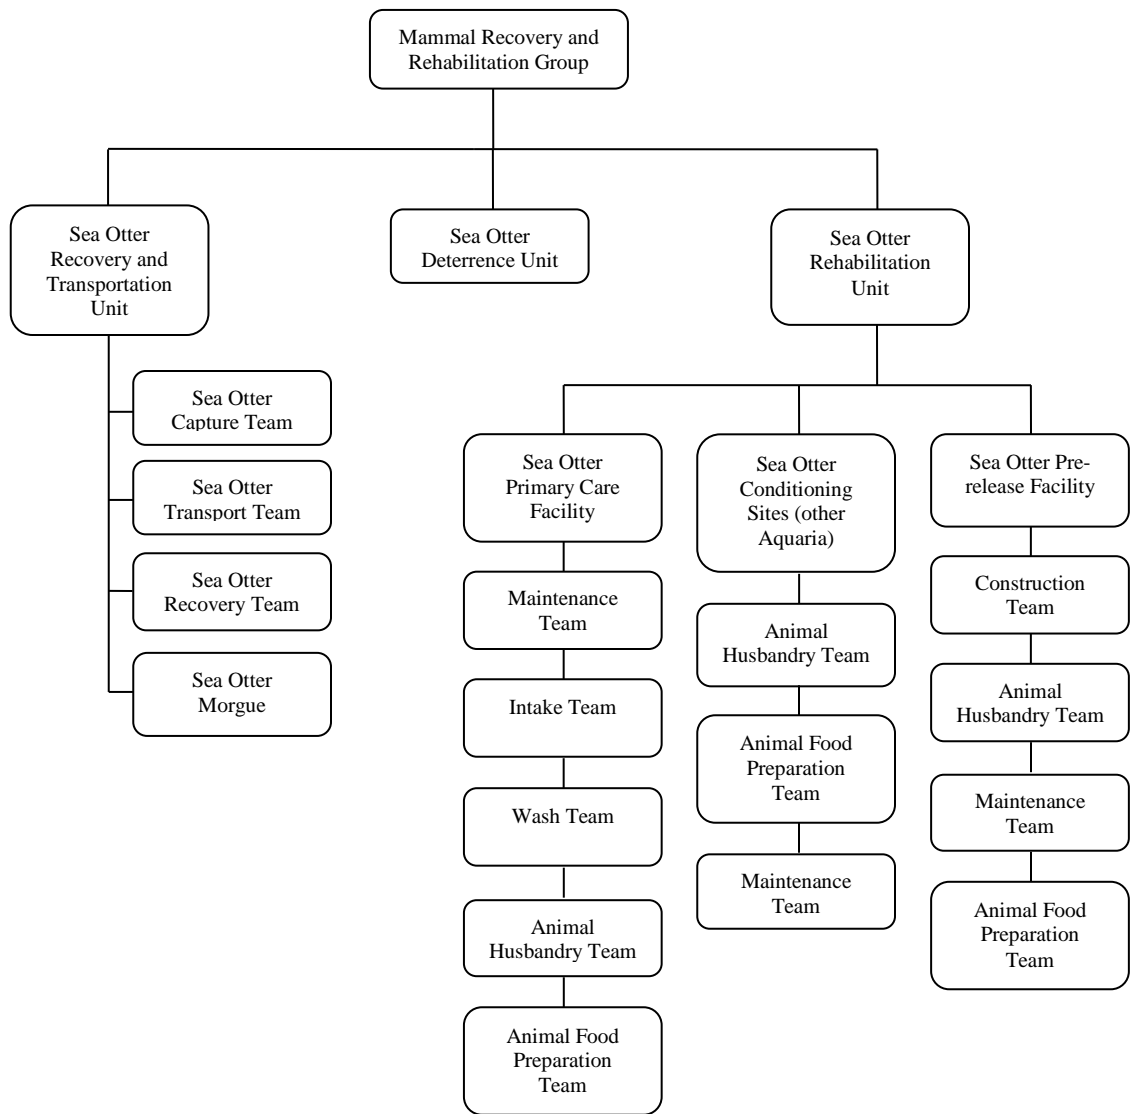 Mammal Recovery and
Rehabilitation Group
Sea Otter
Recovery and
Transportation
Unit
Sea Otter
Deterrence Unit
Sea Otter
Rehabilitation
Unit
Sea Otter
Capture Team
Sea Otter
Transport Team
Sea Otter
Recovery Team
Sea Otter
Morgue
Sea Otter
Primary Care
Facility
Maintenance
Team
Intake Team
Wash Team
Animal
Husbandry Team
Animal Food
Preparation
Team
Sea Otter
Conditioning
Sites (other
Aquaria)
Animal
Husbandry Team
Animal Food
Preparation
Team
Maintenance
Team
Sea Otter Pre-
release Facility
Construction
Team
Animal
Husbandry Team
Maintenance
Team
Animal Food
Preparation
Team